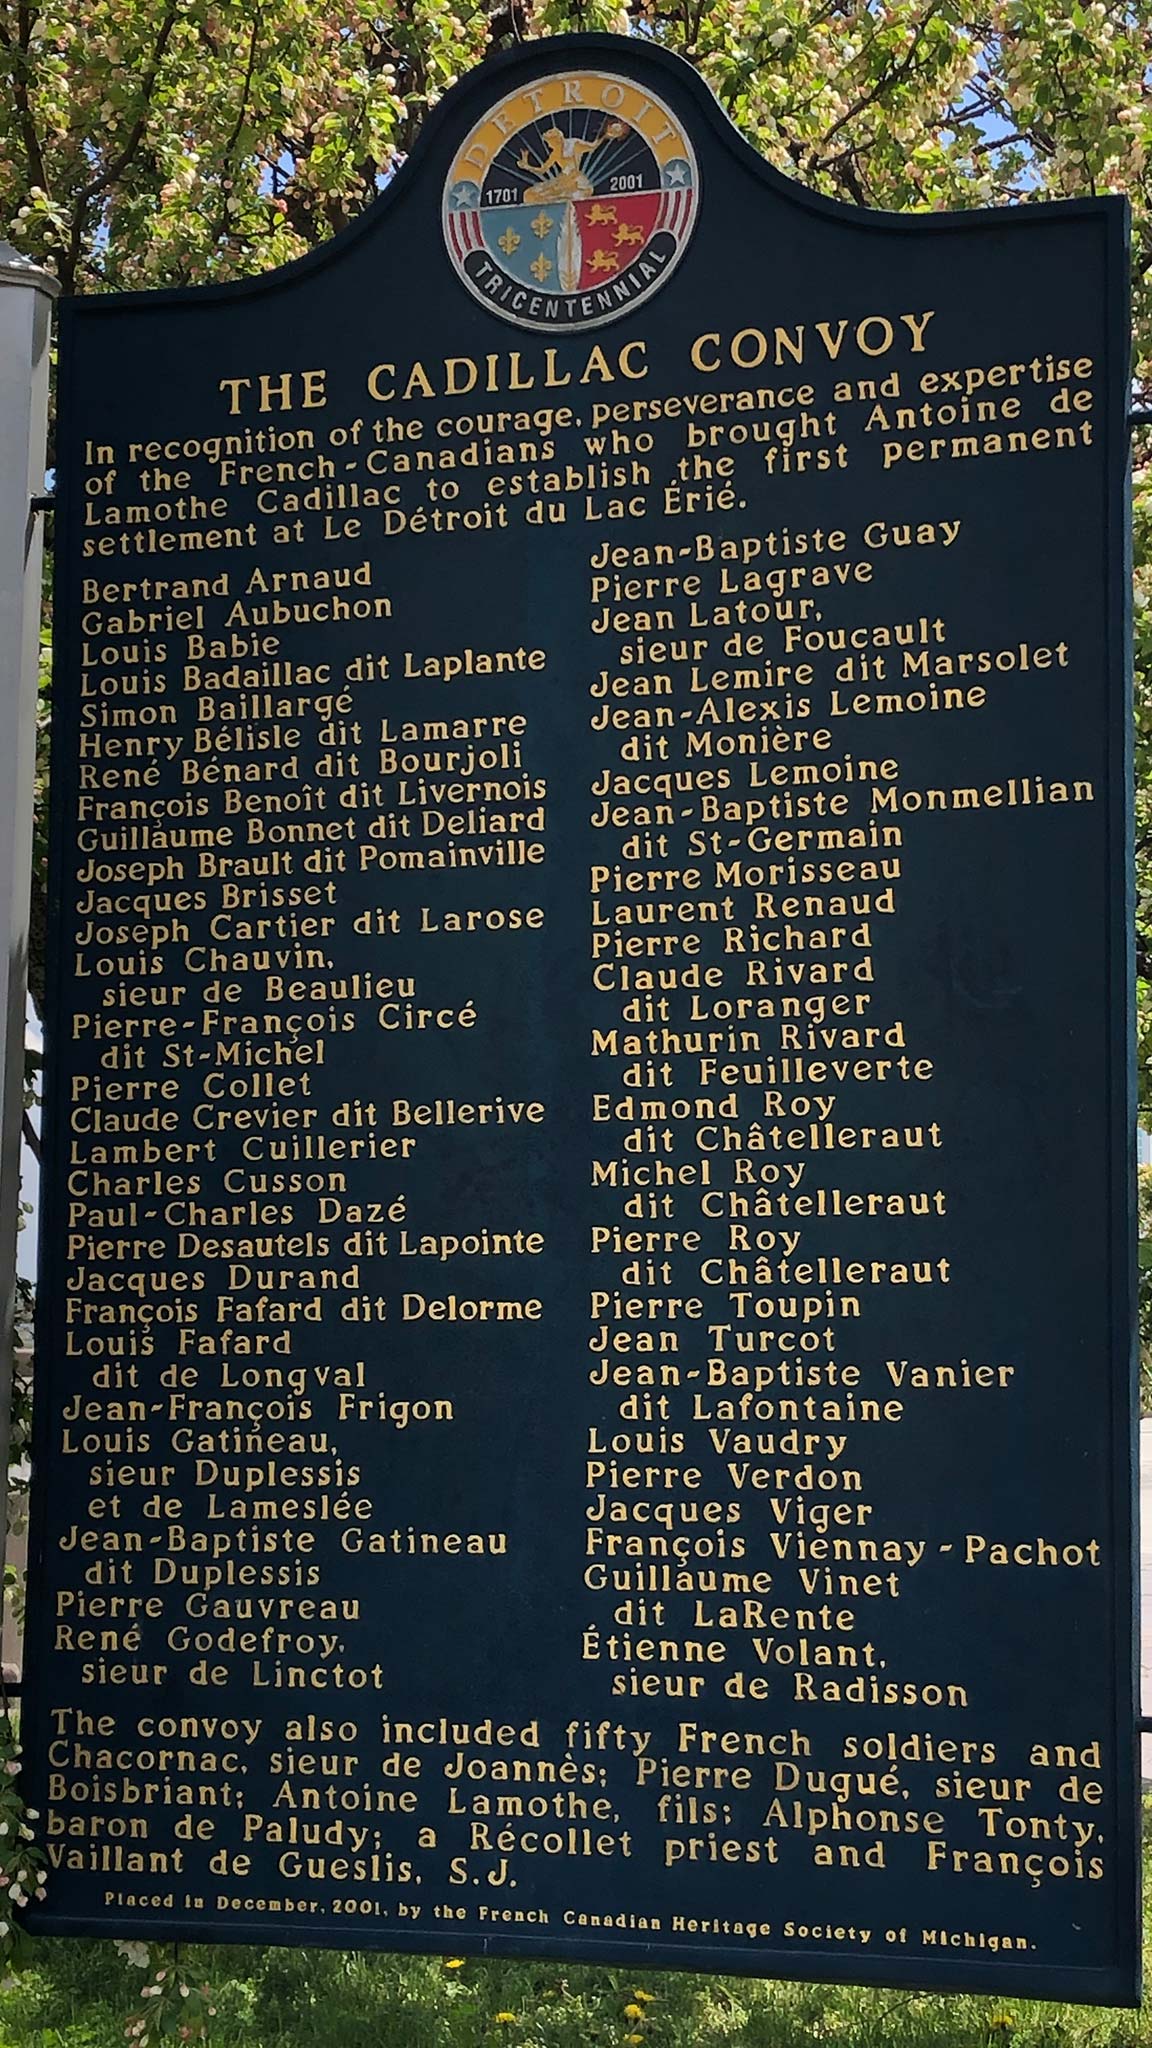 DETROIT
1701 2001
TRICENTENNIAL
THE CADILLAC CONVOY
In recognition of the courage, perseverance and expertise
of the French-Canadians who brought Antoine de
Lamothe Cadillac to establish the first permanent
settlement at Le Détroit du Lac Érié.
Bertrand Arnaud
Gabriel Aubuchon
Louis Babie
Louis Badaillac dit Laplante
Simon Baillargé
Henry Bélisle dit Lamarre
René Bénard dit Bourjoli
François Benoît dit Livernois
Guillaume Bonnet dit Deliard
Joseph Brault dit Pomainville
Jacques Brisset
Joseph Cartier dit Larose
Louis Chauvin,
sieur de Beaulieu
Pierre-François Circé
dit St-Michel
Pierre Collet
Claude Crevier dit Bellerive
Lambert Cuillerier
Charles Cusson
Paul-Charles Dazé
Pierre Desautels dit Lapointe
Jacques Durand
François Fafard dit Delorme
Louis Fafard
dit de Longval
Jean-François Frigon
Louis Gatineau,
sieur Duplessis
et de Lameslée
Jean-Baptiste Gatineau
dit Duplessis
Pierre Gauvreau
René Godefroy,
sieur de Linctot
Jean-Baptiste Guay
Pierre Lagrave
Jean Latour,
sieur de Foucault
Jean Lemire dit Marsolet
Jean-Alexis Lemoine
dit Monière
Jacques Lemoine
Jean-Baptiste Monmellian
dit St-Germain
Pierre Morisseau
Laurent Renaud
Pierre Richard
Claude Rivard
dit Loranger
Mathurin Rivard
dit Feuilleverte
Edmond Roy
dit Châtelleraut
Michel Roy
dit Châtelleraut
Pierre Roy
dit Châtelleraut
Pierre Toupin
Jean Turcot
Jean-Baptiste Vanier
dit Lafontaine
Louis Vaudry
Pierre Verdon
Jacques Viger
François Viennay-Pachot
Guillaume Vinet
dit LaRente
Étienne Volant,
sieur de Radisson
The convoy also included fifty French soldiers and
Chacornac, sieur de Joannès; Pierre Dugué, sieur de
Boisbriant; Antoine Lamothe, fils; Alphonse Tonty,
baron de Paludy; a Récollet priest and François
Vaillant de Gueslis, S.J.
Placed in December, 2001, by the French Canadian Heritage Society of Michigan.